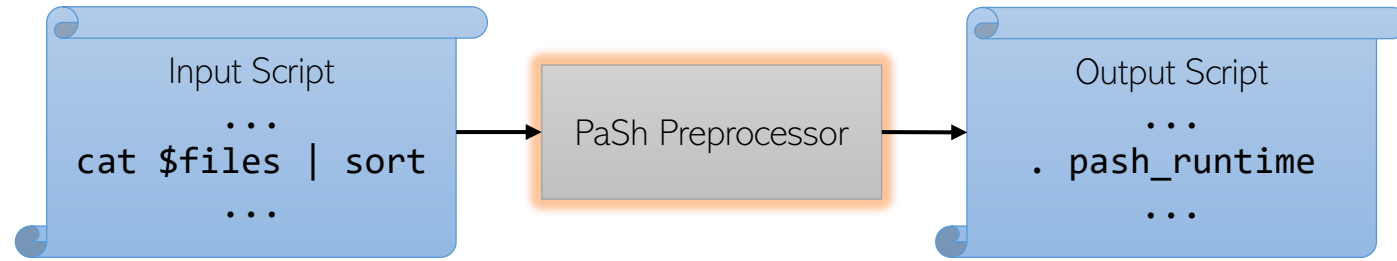 Input Script
...
cat $files | sort
...
PaSh Preprocessor
Output Script
...
. pash_runtime
...